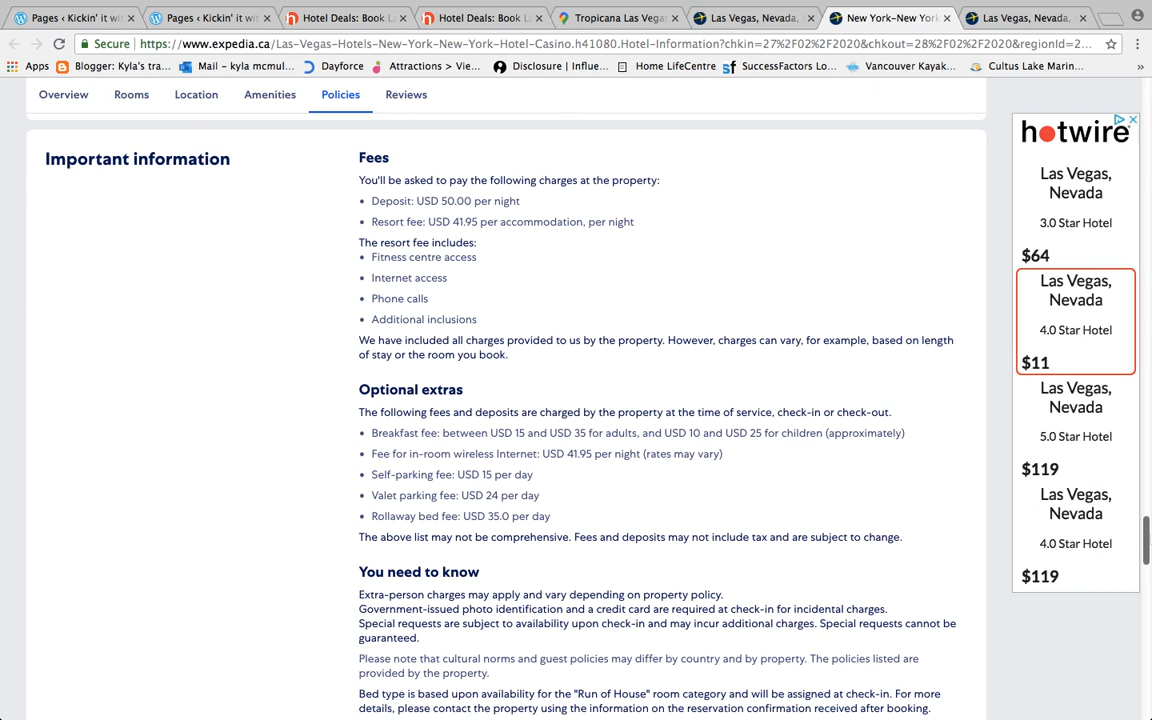 Pages ‹ Kickin' it wit
Pages ‹ Kickin' it wit
Hotel Deals: Book L
Hotel Deals: Book L
Tropicana Las Vega
Las Vegas, Nevada,
New York-New York
Las Vegas, Nevada,
Secure
https://www.expedia.ca/Las-Vegas-Hotels-New-York-New-York-Hotel-Casino.h41080.Hotel-Information?chkin=27%2F02%2F2020&chkout=28%2F02%2F2020&regionId=2...
Apps
Blogger: Kyla's tra...
Mail – kyla mcmul...
Dayforce
Attractions > Vie...
Disclosure | Influe...
Home LifeCentre
SuccessFactors Lo...
Vancouver Kayak...
Cultus Lake Marin...
»
Overview
Rooms
Location
Amenities
Policies
Reviews
Important information
Fees
You'll be asked to pay the following charges at the property:
• Deposit: USD 50.00 per night
• Resort fee: USD 41.95 per accommodation, per night
The resort fee includes:
• Fitness centre access
• Internet access
• Phone calls
• Additional inclusions
We have included all charges provided to us by the property. However, charges can vary, for example, based on length
of stay or the room you book.
Optional extras
The following fees and deposits are charged by the property at the time of service, check-in or check-out.
• Breakfast fee: between USD 15 and USD 35 for adults, and USD 10 and USD 25 for children (approximately)
• Fee for in-room wireless Internet: USD 41.95 per night (rates may vary)
• Self-parking fee: USD 15 per day
• Valet parking fee: USD 24 per day
• Rollaway bed fee: USD 35.0 per day
The above list may not be comprehensive. Fees and deposits may not include tax and are subject to change.
You need to know
Extra-person charges may apply and vary depending on property policy.
Government-issued photo identification and a credit card are required at check-in for incidental charges.
Special requests are subject to availability upon check-in and may incur additional charges. Special requests cannot be
guaranteed.
Please note that cultural norms and guest policies may differ by country and by property. The policies listed are
provided by the property.
Bed type is based upon availability for the "Run of House" room category and will be assigned at check-in. For more
details, please contact the property using the information on the reservation confirmation received after booking.
hotwire
Las Vegas,
Nevada
3.0 Star Hotel
$64
Las Vegas,
Nevada
4.0 Star Hotel
$11
Las Vegas,
Nevada
5.0 Star Hotel
$119
Las Vegas,
Nevada
4.0 Star Hotel
$119